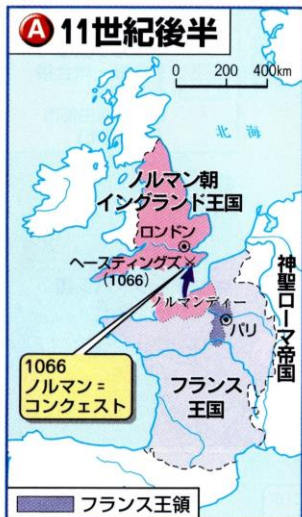 A 11世紀後半
0 200 400km
北海
ノルマン朝
イングランド王国
ロンドン
ヘースティングズ
(1066)
ノルマンディー
パリ
神聖ローマ帝国
1066
ノルマン=
コンクェスト
フランス
王国
フランス王領